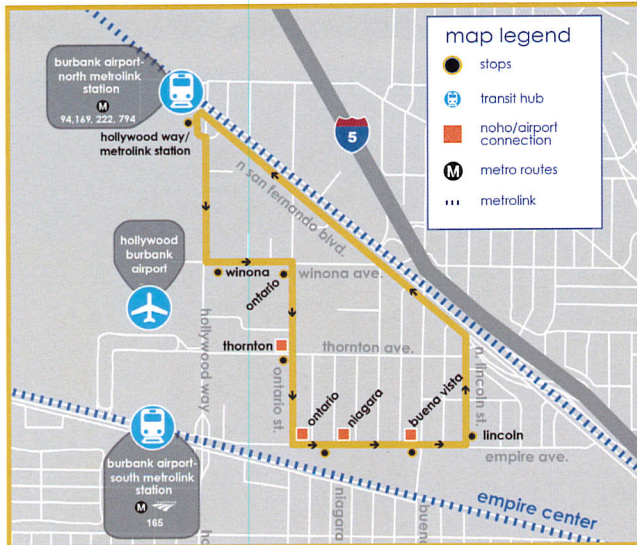 burbank airport-
north metrolink
station
M
94,169, 222, 794
hollywood way/
metrolink station
n san fernando blvd.
5
map legend
stops
transit hub
noho/airport
connection
M metro routes
metrolink
hollywood
burbank
airport
winona
ontario
winona ave.
hollywood way
thornton
thornton ave.
ontario st.
n. lincoln st.
ontario
niagara
buena vista
lincoln
empire ave.
burbank airport-
south metrolink
station
M
165
empire center
ho
niagara
buena